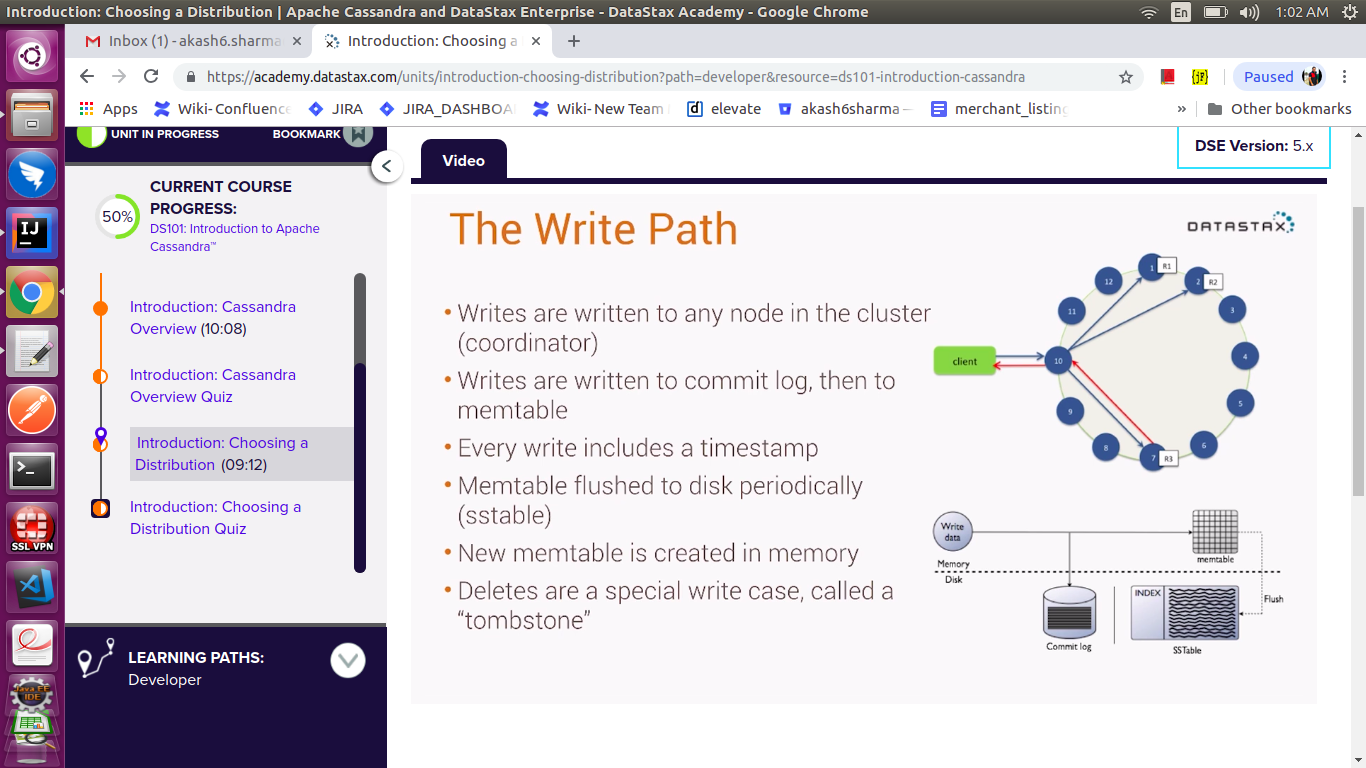 Introduction: Choosing a Distribution | Apache Cassandra and DataStax Enterprise - DataStax Academy - Google Chrome
En
1:02 AM
Inbox (1) - akash6.sharma
Introduction: Choosing a
https://academy.datastax.com/units/introduction-choosing-distribution?path=developer&resource=ds101-introduction-cassandra
Paused
Apps
Wiki- Confluence
JIRA
JIRA_DASHBOA
Wiki- New Team
elevate
akash6sharma —
merchant_listing
»
Other bookmarks
UNIT IN PROGRESS
BOOKMARK
CURRENT COURSE
PROGRESS:
50%
DS101: Introduction to Apache
Cassandra™
Introduction: Cassandra
Overview (10:08)
Introduction: Cassandra
Overview Quiz
Introduction: Choosing a
Distribution (09:12)
Introduction: Choosing a
Distribution Quiz
LEARNING PATHS:
Developer
Video
DSE Version: 5.x
The Write Path
DATASTAX
• Writes are written to any node in the cluster
(coordinator)
• Writes are written to commit log, then to
memtable
• Every write includes a timestamp
• Memtable flushed to disk periodically
(sstable)
• New memtable is created in memory
• Deletes are a special write case, called a
“tombstone”
client
1
R1
2
R2
3
4
5
6
7
R3
8
9
10
11
12
Write
data
Memory
Disk
memtable
Flush
INDEX
Commit log
SSTable
IJ
SSL VPN
Java EE
IDE